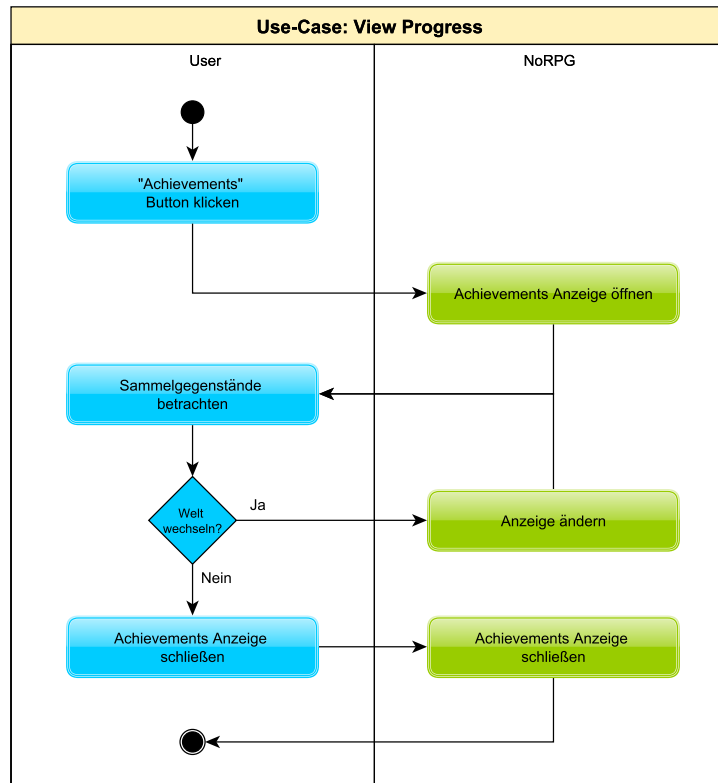 Use-Case: View Progress
User
NoRPG
"Achievements"
Button klicken
Achievements Anzeige öffnen
Sammelgegenstände
betrachten
Welt
wechseln?
Ja
Anzeige ändern
Nein
Achievements Anzeige
schließen
Achievements Anzeige
schließen